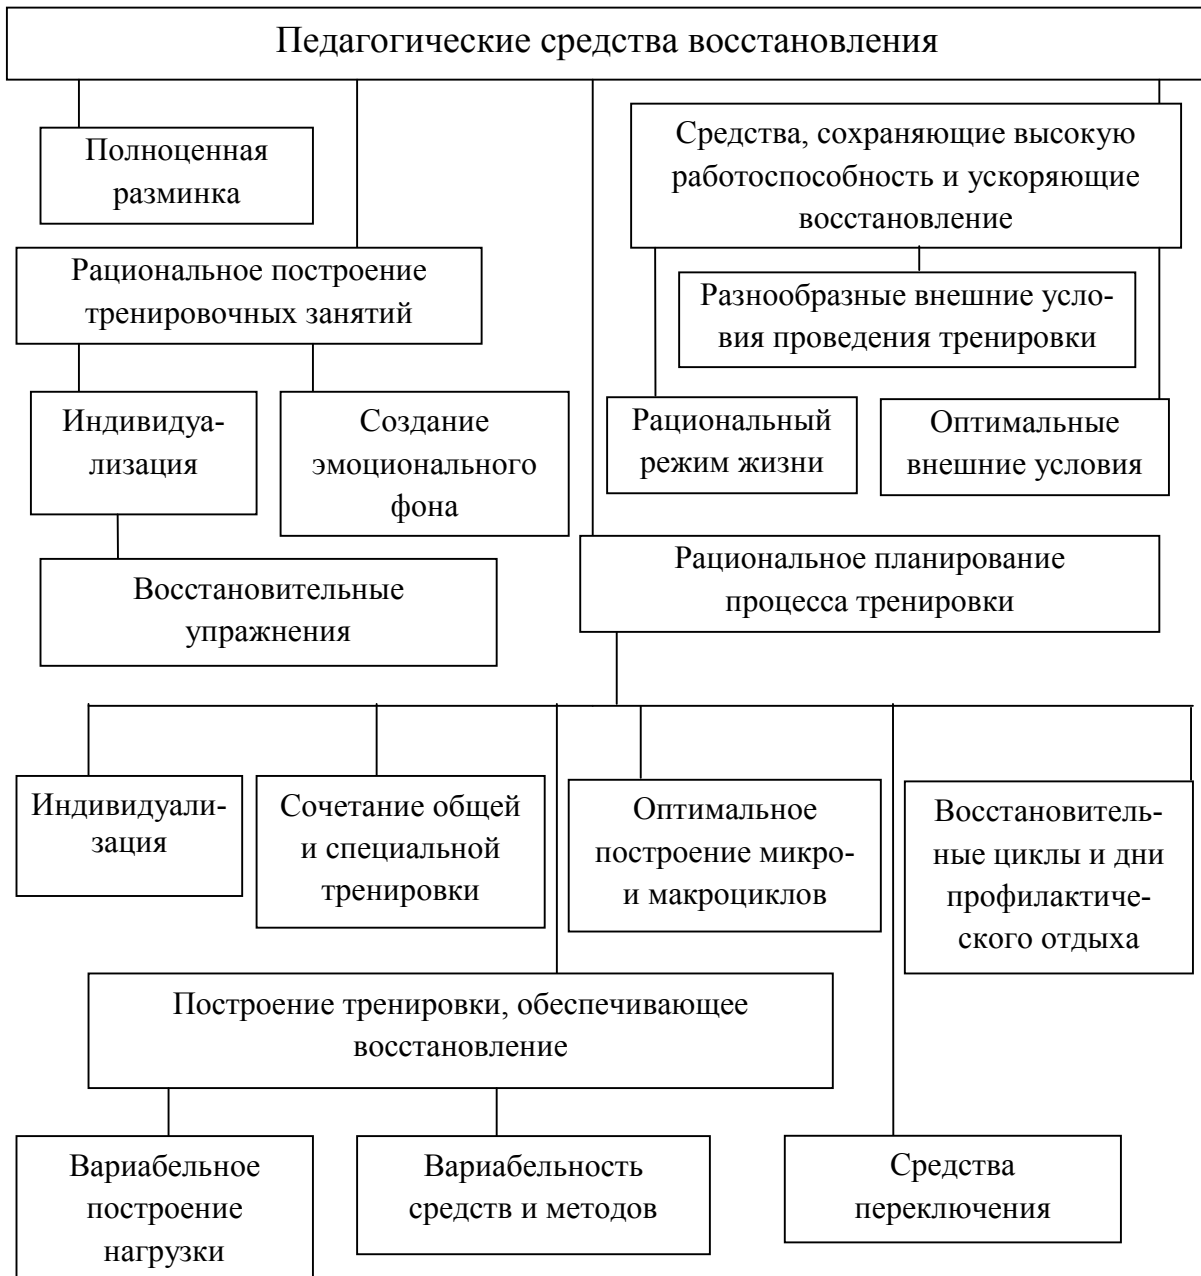 Педагогические средства восстановления
Полноценная
разминка
Средства, сохраняющие высокую
работоспособность и ускоряющие
восстановление
Рациональное построение
тренировочных занятий
Разнообразные внешние усло-
вия проведения тренировки
Индивидуа-
лизация
Создание
эмоционального
фона
Рациональный
режим жизни
Оптимальные
внешние условия
Восстановительные
упражнения
Рациональное планирование
процесса тренировки
Индивидуали-
зация
Сочетание общей
и специальной
тренировки
Оптимальное
построение микро-
и макроциклов
Восстановитель-
ные циклы и дни
профилактиче-
ского отдыха
Построение тренировки, обеспечивающее
восстановление
Вариабельное
построение
нагрузки
Вариабельность
средств и методов
Средства
переключения